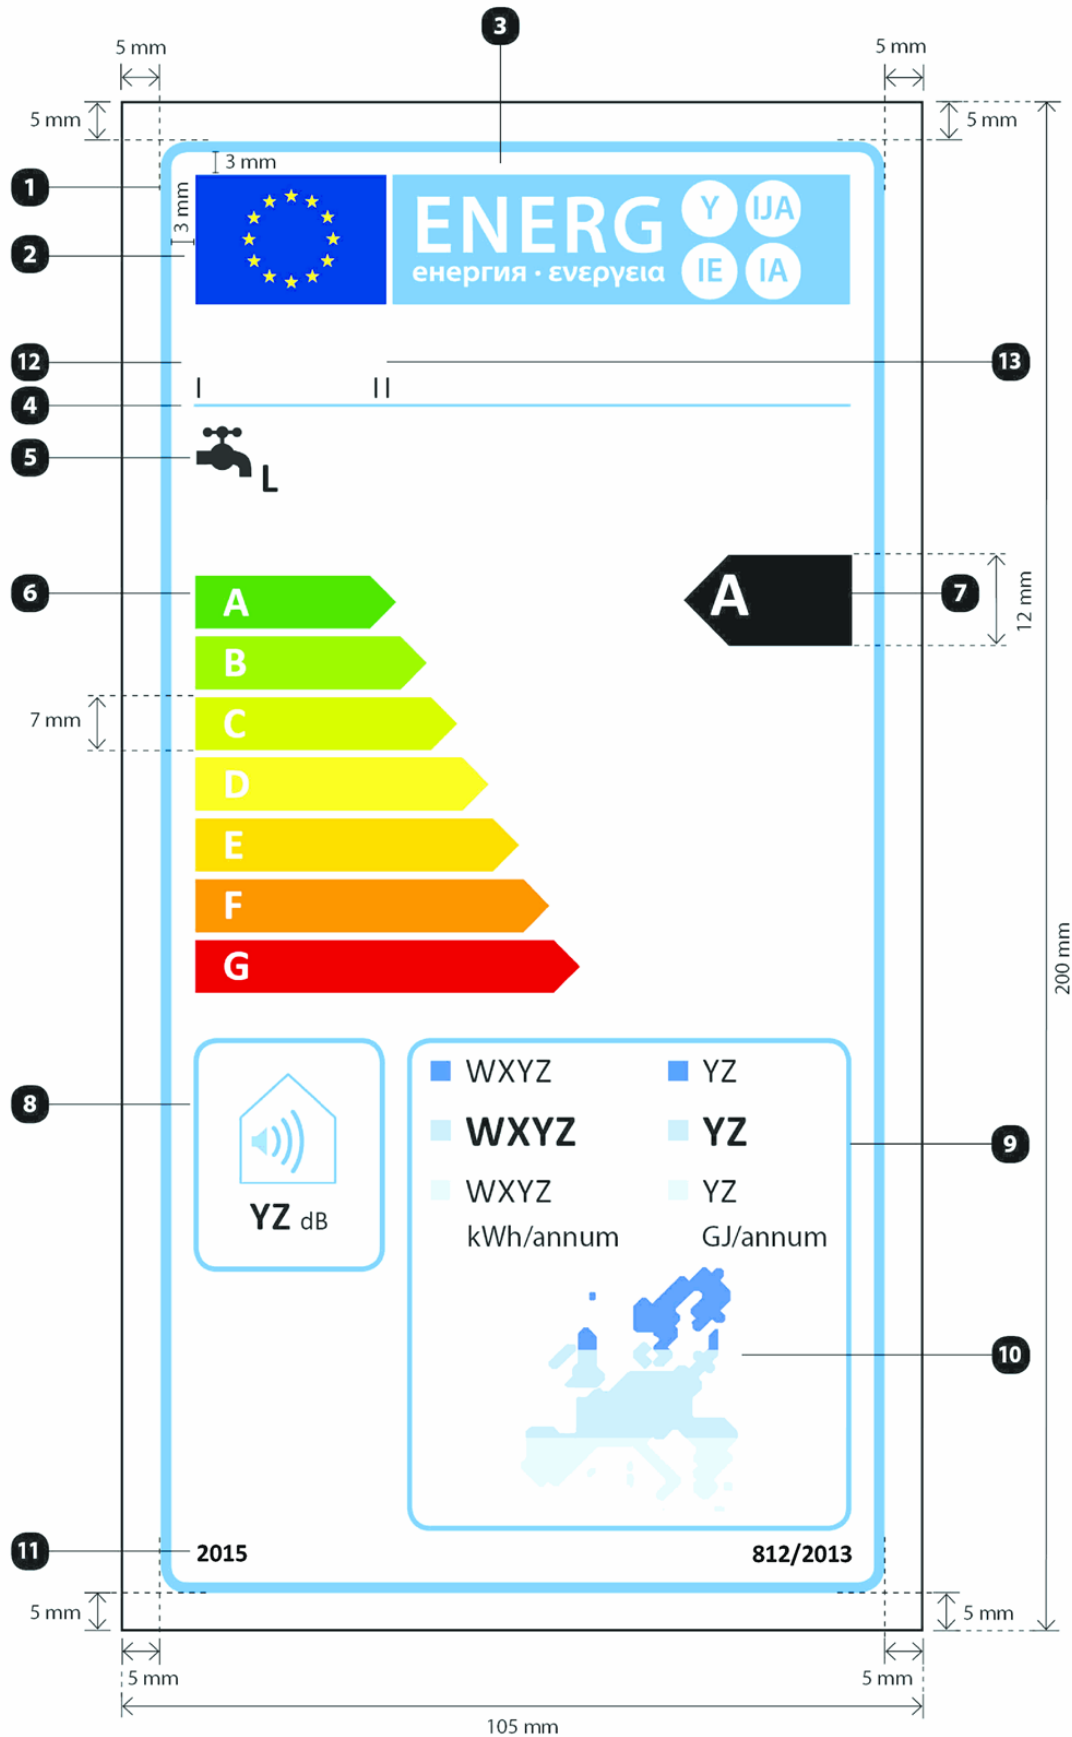 3
5 mm
5 mm
5 mm
5 mm
3 mm
1
3 mm
2
ENERG
енергия · ενεργεια
Y
IJA
IE
IA
12
13
I
II
4
5
L
6
A
A
7
12 mm
B
7 mm
C
D
E
F
G
200 mm
8
WXYZ
YZ
WXYZ
YZ
9
WXYZ
YZ
YZ dB
kWh/annum
GJ/annum
10
11
2015
812/2013
5 mm
5 mm
5 mm
5 mm
105 mm